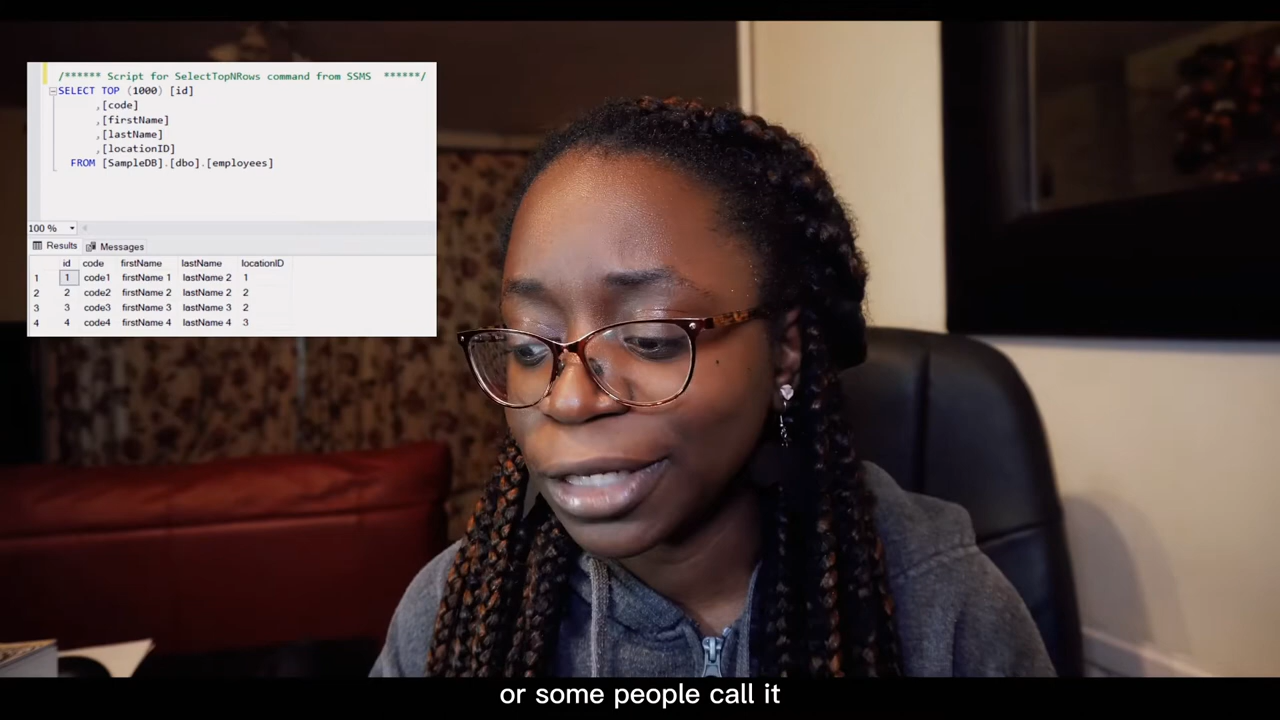 /****** Script for SelectTopNRows command from SSMS ******/
SELECT TOP (1000) [id]
,[code]
,[firstName]
,[lastName]
,[locationID]
FROM [SampleDB].[dbo].[employees]
100 %
Results Messages
id code firstName lastName locationID
1 1 code1 firstName 1 lastName 2 1
2 2 code2 firstName 2 lastName 2 2
3 3 code3 firstName 3 lastName 3 2
4 4 code4 firstName 4 lastName 4 3
or some people call it